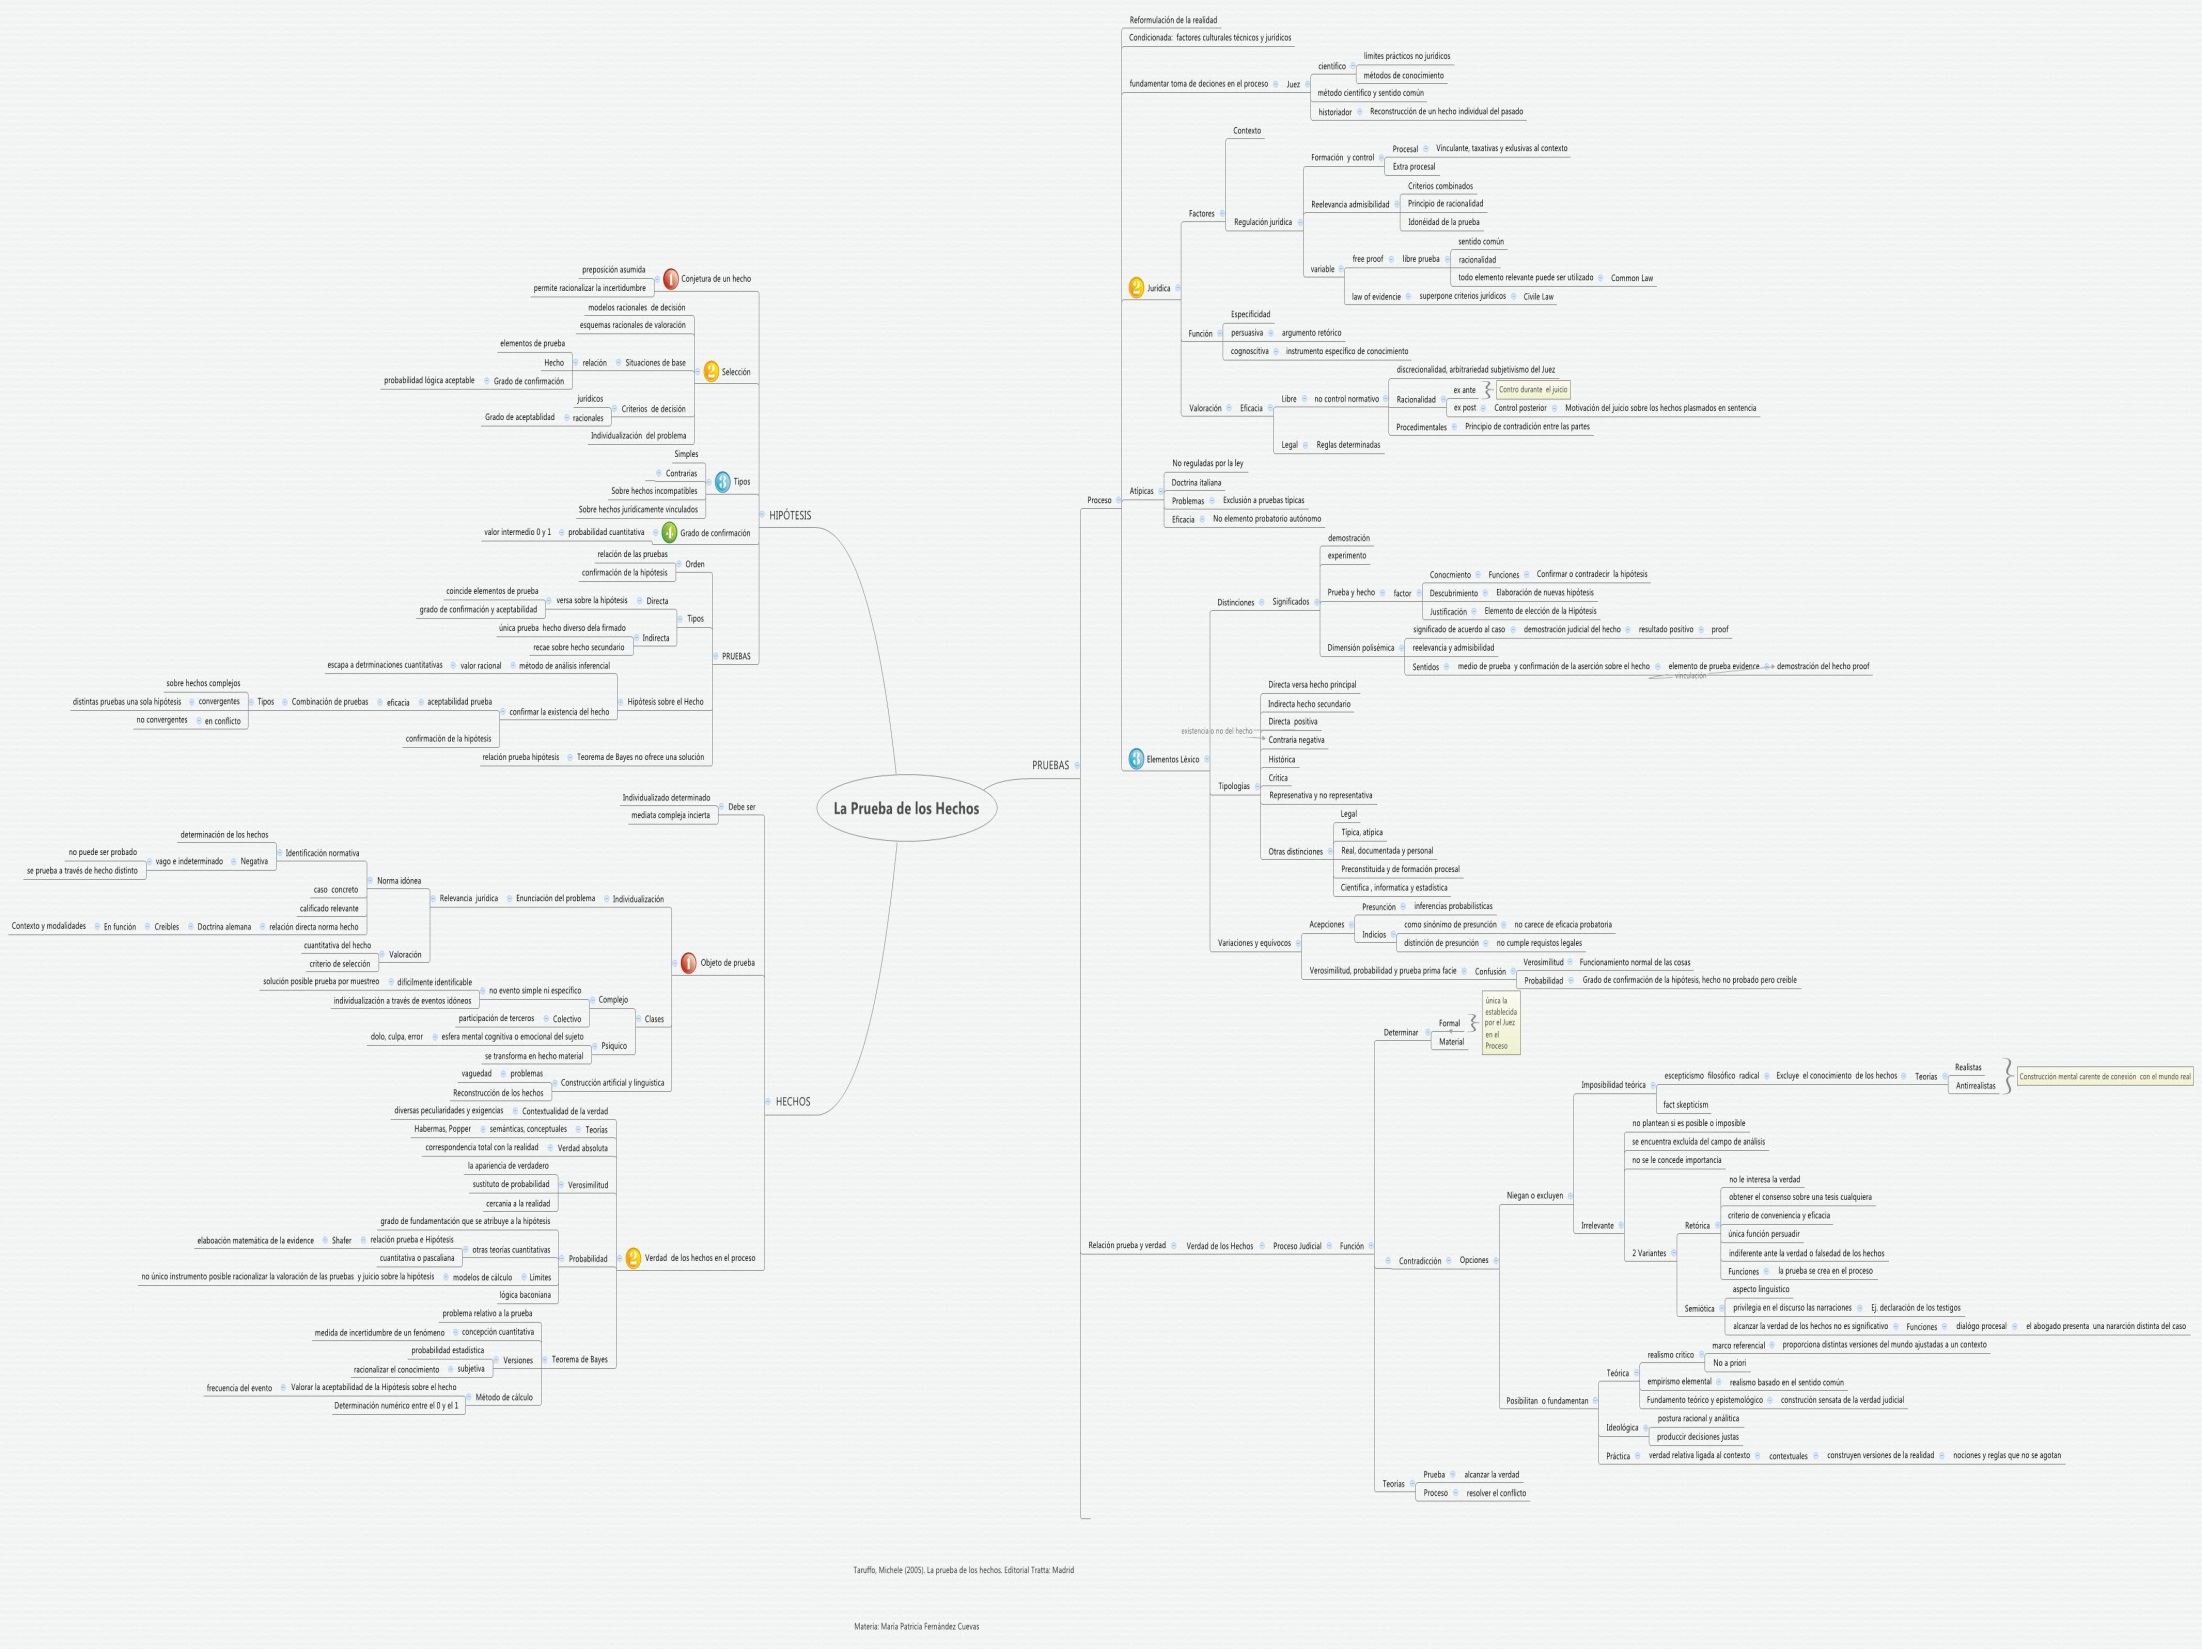 La Prueba de los Hechos
HIPÓTESIS
1 Conjetura de un hecho
preposición asumida
permite racionalizar la incertidumbre
2 Selección
modelos racionales de decisión
esquemas racionales de valoración
Situaciones de base
relación
elementos de prueba
Hecho
Grado de confirmación
probabilidad lógica aceptable
Criterios de decisión
jurídicos
racionales
Grado de aceptablidad
Individualización del problema
3 Tipos
Simples
Contrarias
Sobre hechos incompatibles
Sobre hechos jurídicamente vinculados
4 Grado de confirmación
probabilidad cuantitativa
valor intermedio 0 y 1
PRUEBAS
Orden
relación de las pruebas
confirmación de la hipótesis
Tipos
Directa
versa sobre la hipótesis
coincide elementos de prueba
grado de confirmación y aceptabilidad
Indirecta
única prueba hecho diverso dela firmado
recae sobre hecho secundario
Hipótesis sobre el Hecho
método de análisis inferencial
valor racional
escapa a detrminaciones cuantitativas
confirmar la existencia del hecho
aceptabilidad prueba
eficacia
Combinación de pruebas
Tipos
sobre hechos complejos
convergentes
distintas pruebas una sola hipótesis
en conflicto
no convergentes
confirmación de la hipótesis
Teorema de Bayes no ofrece una solución
relación prueba hipótesis
HECHOS
Debe ser
Individualizado determinado
mediata compleja incierta
1 Objeto de prueba
Individualización
Enunciación del problema
Relevancia jurídica
Norma idónea
Identificación normativa
determinación de los hechos
Negativa
vago e indeterminado
no puede ser probado
se prueba a través de hecho distinto
caso concreto
calificado relevante
relación directa norma hecho
Doctrina alemana
Creíbles
En función
Contexto y modalidades
Valoración
cuantitativa del hecho
criterio de selección
Clases
Complejo
no evento simple ni específico
difícilmente identificable
solución posible prueba por muestreo
individualización a través de eventos idóneos
Colectivo
participación de terceros
Psíquico
esfera mental cognitiva o emocional del sujeto
dolo, culpa, error
se transforma en hecho material
Construcción artificial y linguistica
problemas
vaguedad
Reconstrucción de los hechos
2 Verdad de los hechos en el proceso
Contextualidad de la verdad
diversas peculiaridades y exigencias
Teorías
semánticas, conceptuales
Habermas, Popper
Verdad absoluta
correspondencia total con la realidad
Verosimilitud
la apariencia de verdadero
sustituto de probabilidad
cercania a la realidad
Probabilidad
grado de fundamentación que se atribuye a la hipótesis
otras teorías cuantitativas
relación prueba e Hipótesis
Shafer
elaboación matemática de la evidence
cuantitativa o pascaliana
Límites
modelos de cálculo
no único instrumento posible racionalizar la valoración de las pruebas y juicio sobre la hipótesis
lógica baconiana
Teorema de Bayes
problema relativo a la prueba
concepción cuantitativa
medida de incertidumbre de un fenómeno
Versiones
probabilidad estadística
subjetiva
racionalizar el conocimiento
Método de cálculo
Valorar la aceptabilidad de la Hipótesis sobre el hecho
frecuencia del evento
Determinación numérico entre el 0 y el 1
PRUEBAS
Proceso
Reformulación de la realidad
Condicionada: factores culturales técnicos y jurídicos
fundamentar toma de deciones en el proceso
Juez
científico
límites prácticos no jurídicos
métodos de conocimiento
método científico y sentido común
historiador
Reconstrucción de un hecho individual del pasado
2 Jurídica
Factores
Contexto
Regulación jurídica
Formación y control
Procesal
Vinculante, taxativas y exlusivas al contexto
Extra procesal
Reelevancia admisibilidad
Criterios combinados
Principio de racionalidad
Idonéidad de la prueba
variable
free proof
libre prueba
sentido común
racionalidad
todo elemento relevante puede ser utilizado
Common Law
law of evidencie
superpone criterios jurídicos
Civile Law
Función
Especificidad
persuasiva
argumento retórico
cognoscitiva
instrumento específico de conocimiento
Valoración
Eficacia
Libre
no control normativo
discrecionalidad, arbitrariedad subjetivismo del Juez
Racionalidad
ex ante
Contro durante el juicio
ex post
Control posterior
Motivación del juicio sobre los hechos plasmados en sentencia
Procedimentales
Principio de contradición entre las partes
Legal
Reglas determinadas
Atípicas
No reguladas por la ley
Doctrina italiana
Problemas
Exclusión a pruebas típicas
Eficacia
No elemento probatorio autónomo
3 Elementos Léxico
Distinciones
Significados
demostración
experimento
Prueba y hecho
factor
Conocmiento
Funciones
Confirmar o contradecir la hipótesis
Descubrimiento
Elaboración de nuevas hipótesis
Justificación
Elemento de elección de la Hipótesis
Dimensión polisémica
significado de acuerdo al caso
demostración judicial del hecho
resultado positivo
proof
reelevancia y admisibilidad
Sentidos
medio de prueba y confirmación de la aserción sobre el hecho
elemento de prueba evidence
demostración del hecho proof
vinculación
Tipologías
Directa versa hecho principal
Indirecta hecho secundario
Directa positiva
existencia o no del hecho
Contraria negativa
Histórica
Crítica
Represenativa y no representativa
Otras distinciones
Legal
Típica, atípica
Real, documentada y personal
Preconstituida y de formación procesal
Científica , informatica y estadística
Variaciones y equívocos
Acepciones
Presunción
inferencias probabilísticas
Indicios
como sinónimo de presunción
no carece de eficacia probatoria
distinción de presunción
no cumple requistos legales
Verosimilitud, probabilidad y prueba prima facie
Confusión
Verosimilitud
Funcionamiento normal de las cosas
Probabilidad
Grado de confirmación de la hipótesis, hecho no probado pero creible
Relación prueba y verdad
Verdad de los Hechos
Proceso Judicial
Función
Determinar
Formal
Material
única la
establecida
por el Juez
en el
Proceso
Contradicción
Opciones
Niegan o excluyen
Imposibilidad teórica
escepticismo filosófico radical
Excluye el conocimiento de los hechos
Teorías
Realistas
Antirrealistas
Construcción mental carente de conexión con el mundo real
fact skepticism
Irrelevante
no plantean si es posible o imposible
se encuentra excluída del campo de análisis
no se le concede importancia
2 Variantes
Retórica
no le interesa la verdad
obtener el consenso sobre una tesis cualquiera
criterio de conveniencia y eficacia
única función persuadir
indiferente ante la verdad o falsedad de los hechos
Funciones
la prueba se crea en el proceso
Semiótica
aspecto linguístico
privilegia en el discurso las narraciones
Ej. declaración de los testigos
alcanzar la verdad de los hechos no es significativo
Funciones
dialógo procesal
el abogado presenta una nararción distinta del caso
Posibilitan o fundamentan
Teórica
realismo crítico
marco referencial
proporciona distintas versiones del mundo ajustadas a un contexto
No a priori
empirismo elemental
realismo basado en el sentido común
Fundamento teórico y epistemológico
construción sensata de la verdad judicial
Ideológica
postura racional y análitica
produccir decisiones justas
Práctica
verdad relativa ligada al contexto
contextuales
construyen versiones de la realidad
nociones y reglas que no se agotan
Teorías
Prueba
alcanzar la verdad
Proceso
resolver el conflicto
Taruffo, Michele (2005). La prueba de los hechos. Editorial Tratta: Madrid
Materia: María Patricia Fernández Cuevas